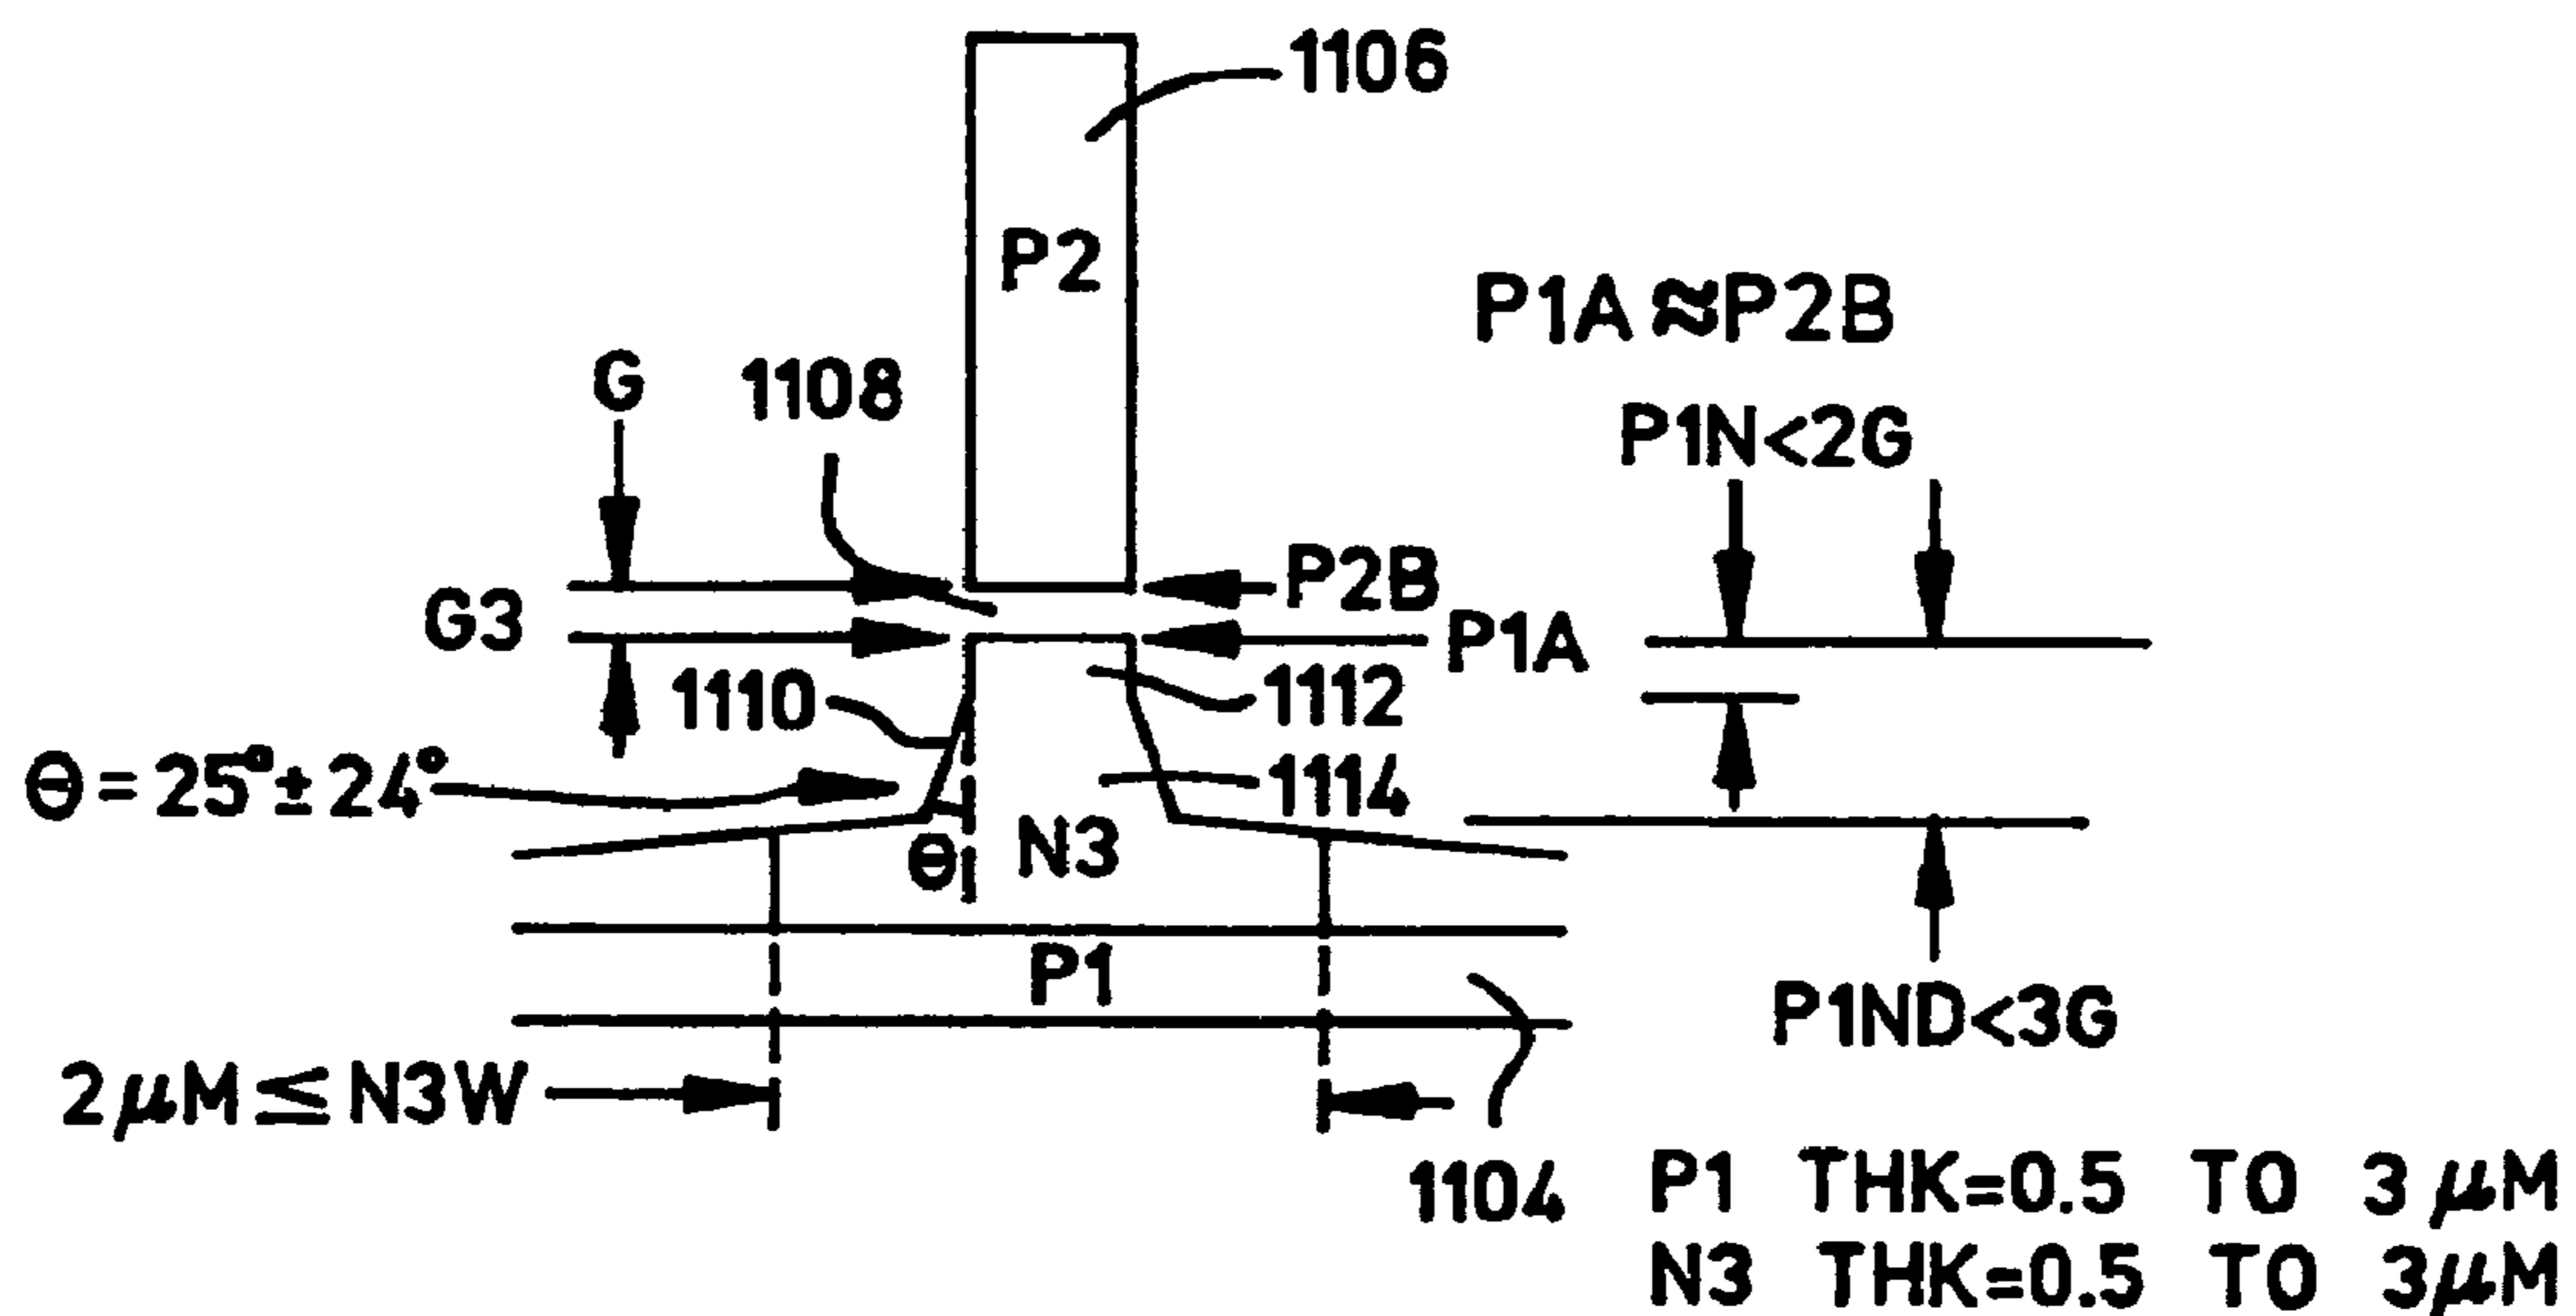 1106
P2
P1A≈P2B
G
1108
P1N<2G
P2B
G3
P1A
1110
1112
Θ=25°±24°
1114
Θ
N3
P1
P1ND<3G
2µM≦N3W
1104
P1 THK=0.5 TO 3µM
N3 THK=0.5 TO 3µM